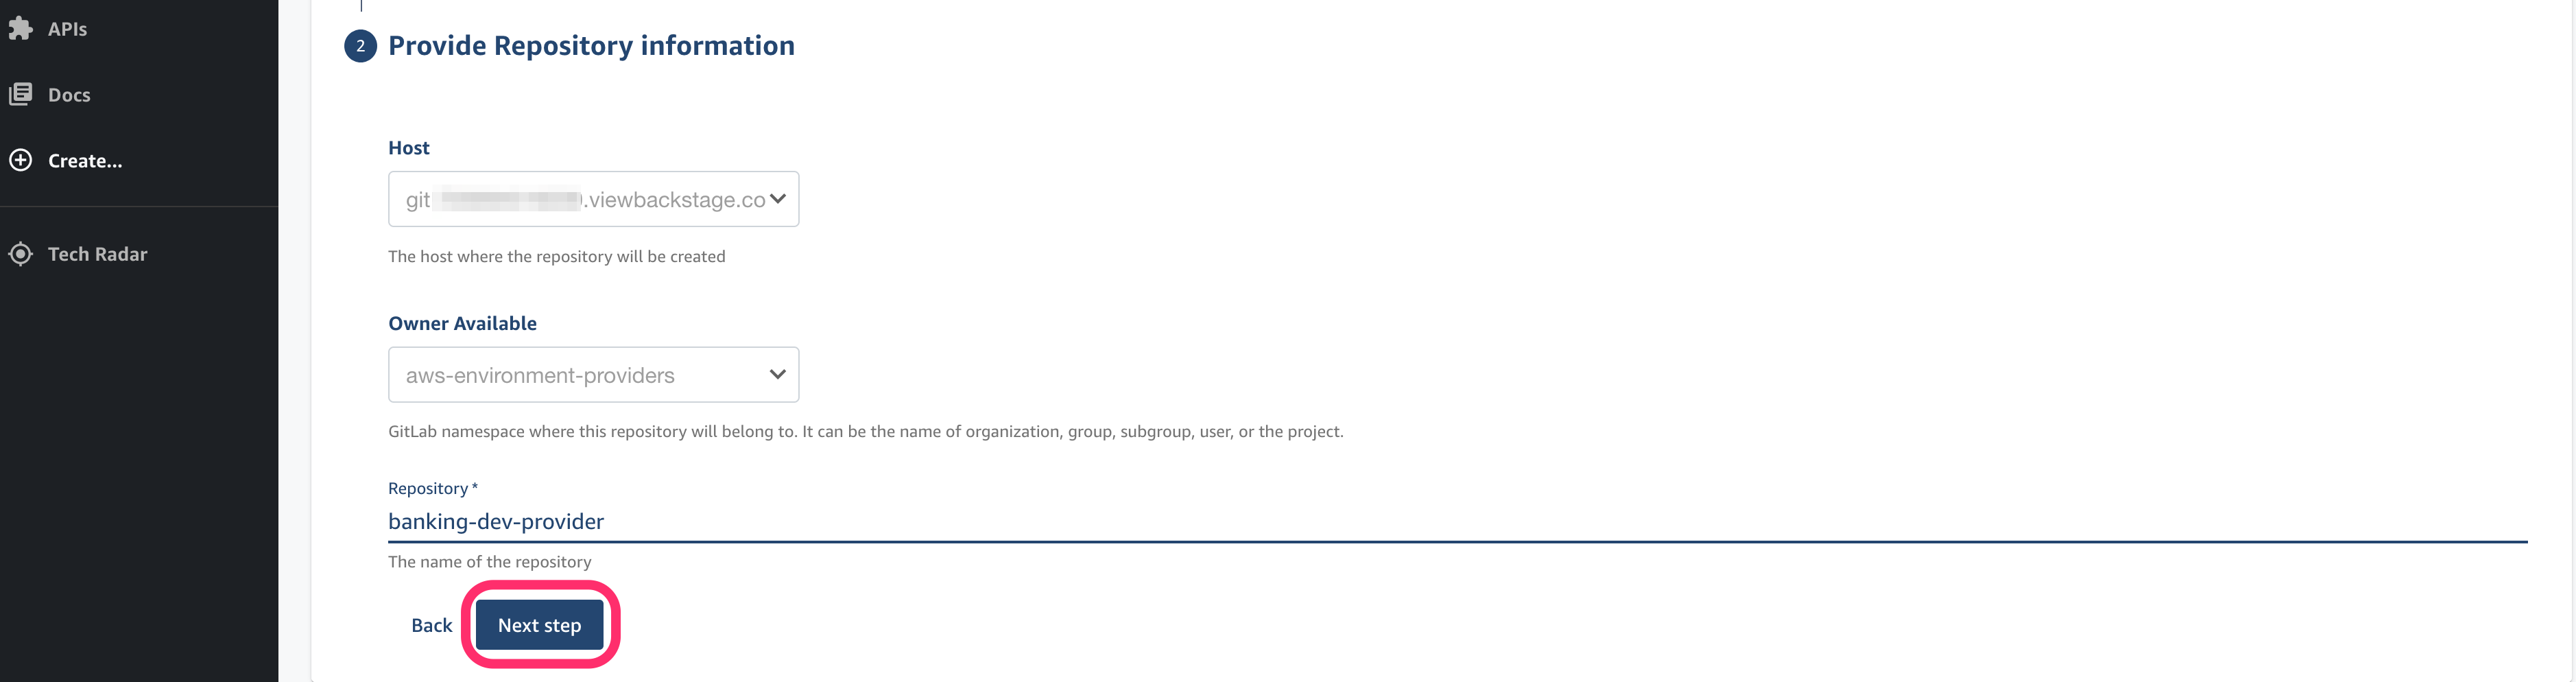 APIs
Docs
Create...
Tech Radar
2 Provide Repository information
Host
git .viewbackstage.co
The host where the repository will be created
Owner Available
aws-environment-providers
GitLab namespace where this repository will belong to. It can be the name of organization, group, subgroup, user, or the project.
Repository *
banking-dev-provider
The name of the repository
Back Next step